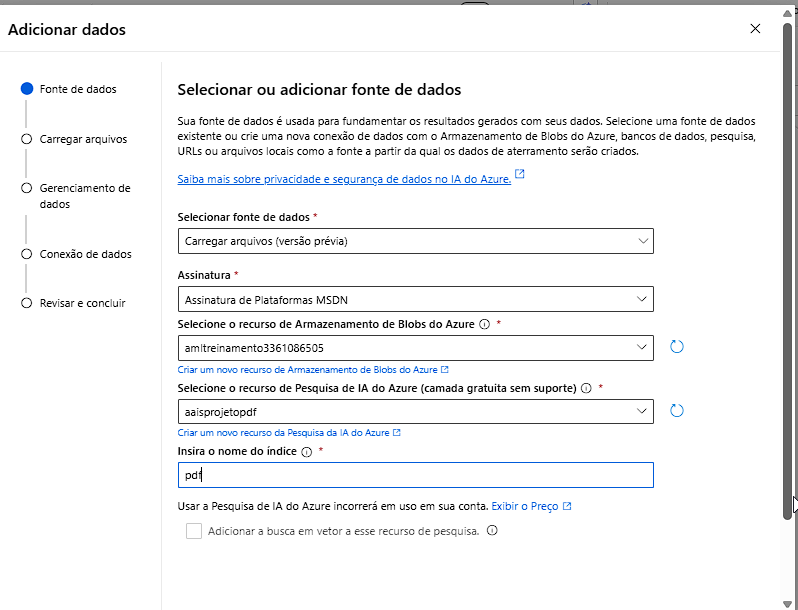 Adicionar dados
Fonte de dados
Carregar arquivos
Gerenciamento de
dados
Conexão de dados
Revisar e concluir
Selecionar ou adicionar fonte de dados
Sua fonte de dados é usada para fundamentar os resultados gerados com seus dados. Selecione uma fonte de dados
existente ou crie uma nova conexão de dados com o Armazenamento de Blobs do Azure, bancos de dados, pesquisa,
URLs ou arquivos locais como a fonte a partir da qual os dados de aterramento serão criados.
Saiba mais sobre privacidade e segurança de dados no IA do Azure.
Selecionar fonte de dados *
Carregar arquivos (versão prévia)
Assinatura *
Assinatura de Plataformas MSDN
Selecione o recurso de Armazenamento de Blobs do Azure *
amltreinamento3361086505
Criar um novo recurso de Armazenamento de Blobs do Azure
Selecione o recurso de Pesquisa de IA do Azure (camada gratuita sem suporte) *
aaisprojetopdf
Criar um novo recurso da Pesquisa da IA do Azure
Insira o nome do índice *
pdf
Usar a Pesquisa de IA do Azure incorrerá em uso em sua conta. Exibir o Preço
Adicionar a busca em vetor a esse recurso de pesquisa.